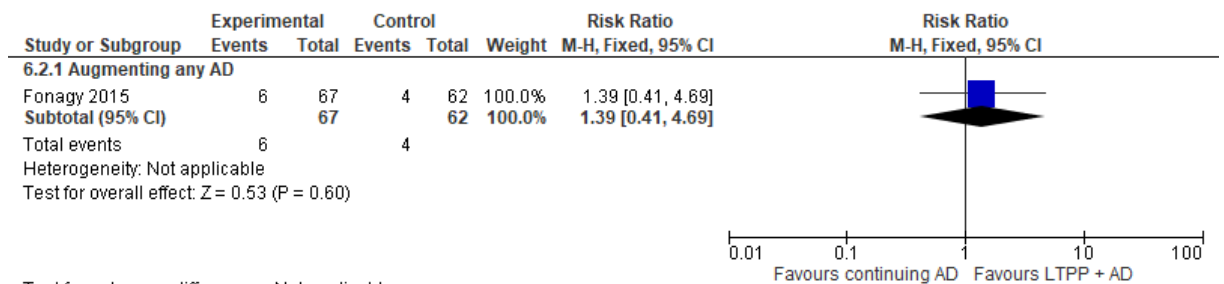 Experimental Control Risk Ratio Risk Ratio
Study or Subgroup Events Total Events Total Weight M-H, Fixed, 95% CI M-H, Fixed, 95% CI
6.2.1 Augmenting any AD
Fonagy 2015 6 67 4 62 100.0% 1.39 [0.41, 4.69]
Subtotal (95% CI) 67 62 100.0% 1.39 [0.41, 4.69]
Total events 6 4
Heterogeneity: Not applicable
Test for overall effect: Z = 0.53 (P = 0.60)
0.01 0.1 1 10 100
Favours continuing AD Favours LTPP + AD